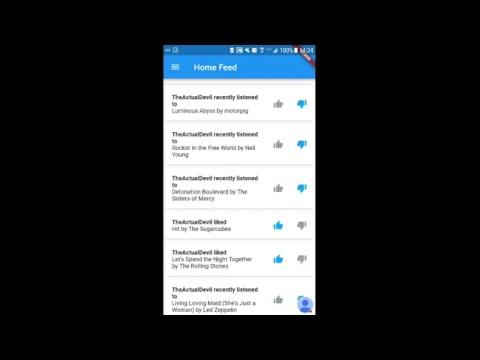 100% 14:24
Home Feed
TheActualDevil recently listened
to
Luminous Abyss by motorpig
TheActualDevil recently listened
to
Rockin' in the Free World by Neil
Young
TheActualDevil recently listened
to
Detonation Boulevard by The
Sisters of Mercy
TheActualDevil liked
Hit by The Sugarcubes
TheActualDevil liked
Let's Spend the Night Together
by The Rolling Stones
TheActualDevil recently listened
to
Living Loving Maid (She's Just a
Woman) by Led Zeppelin